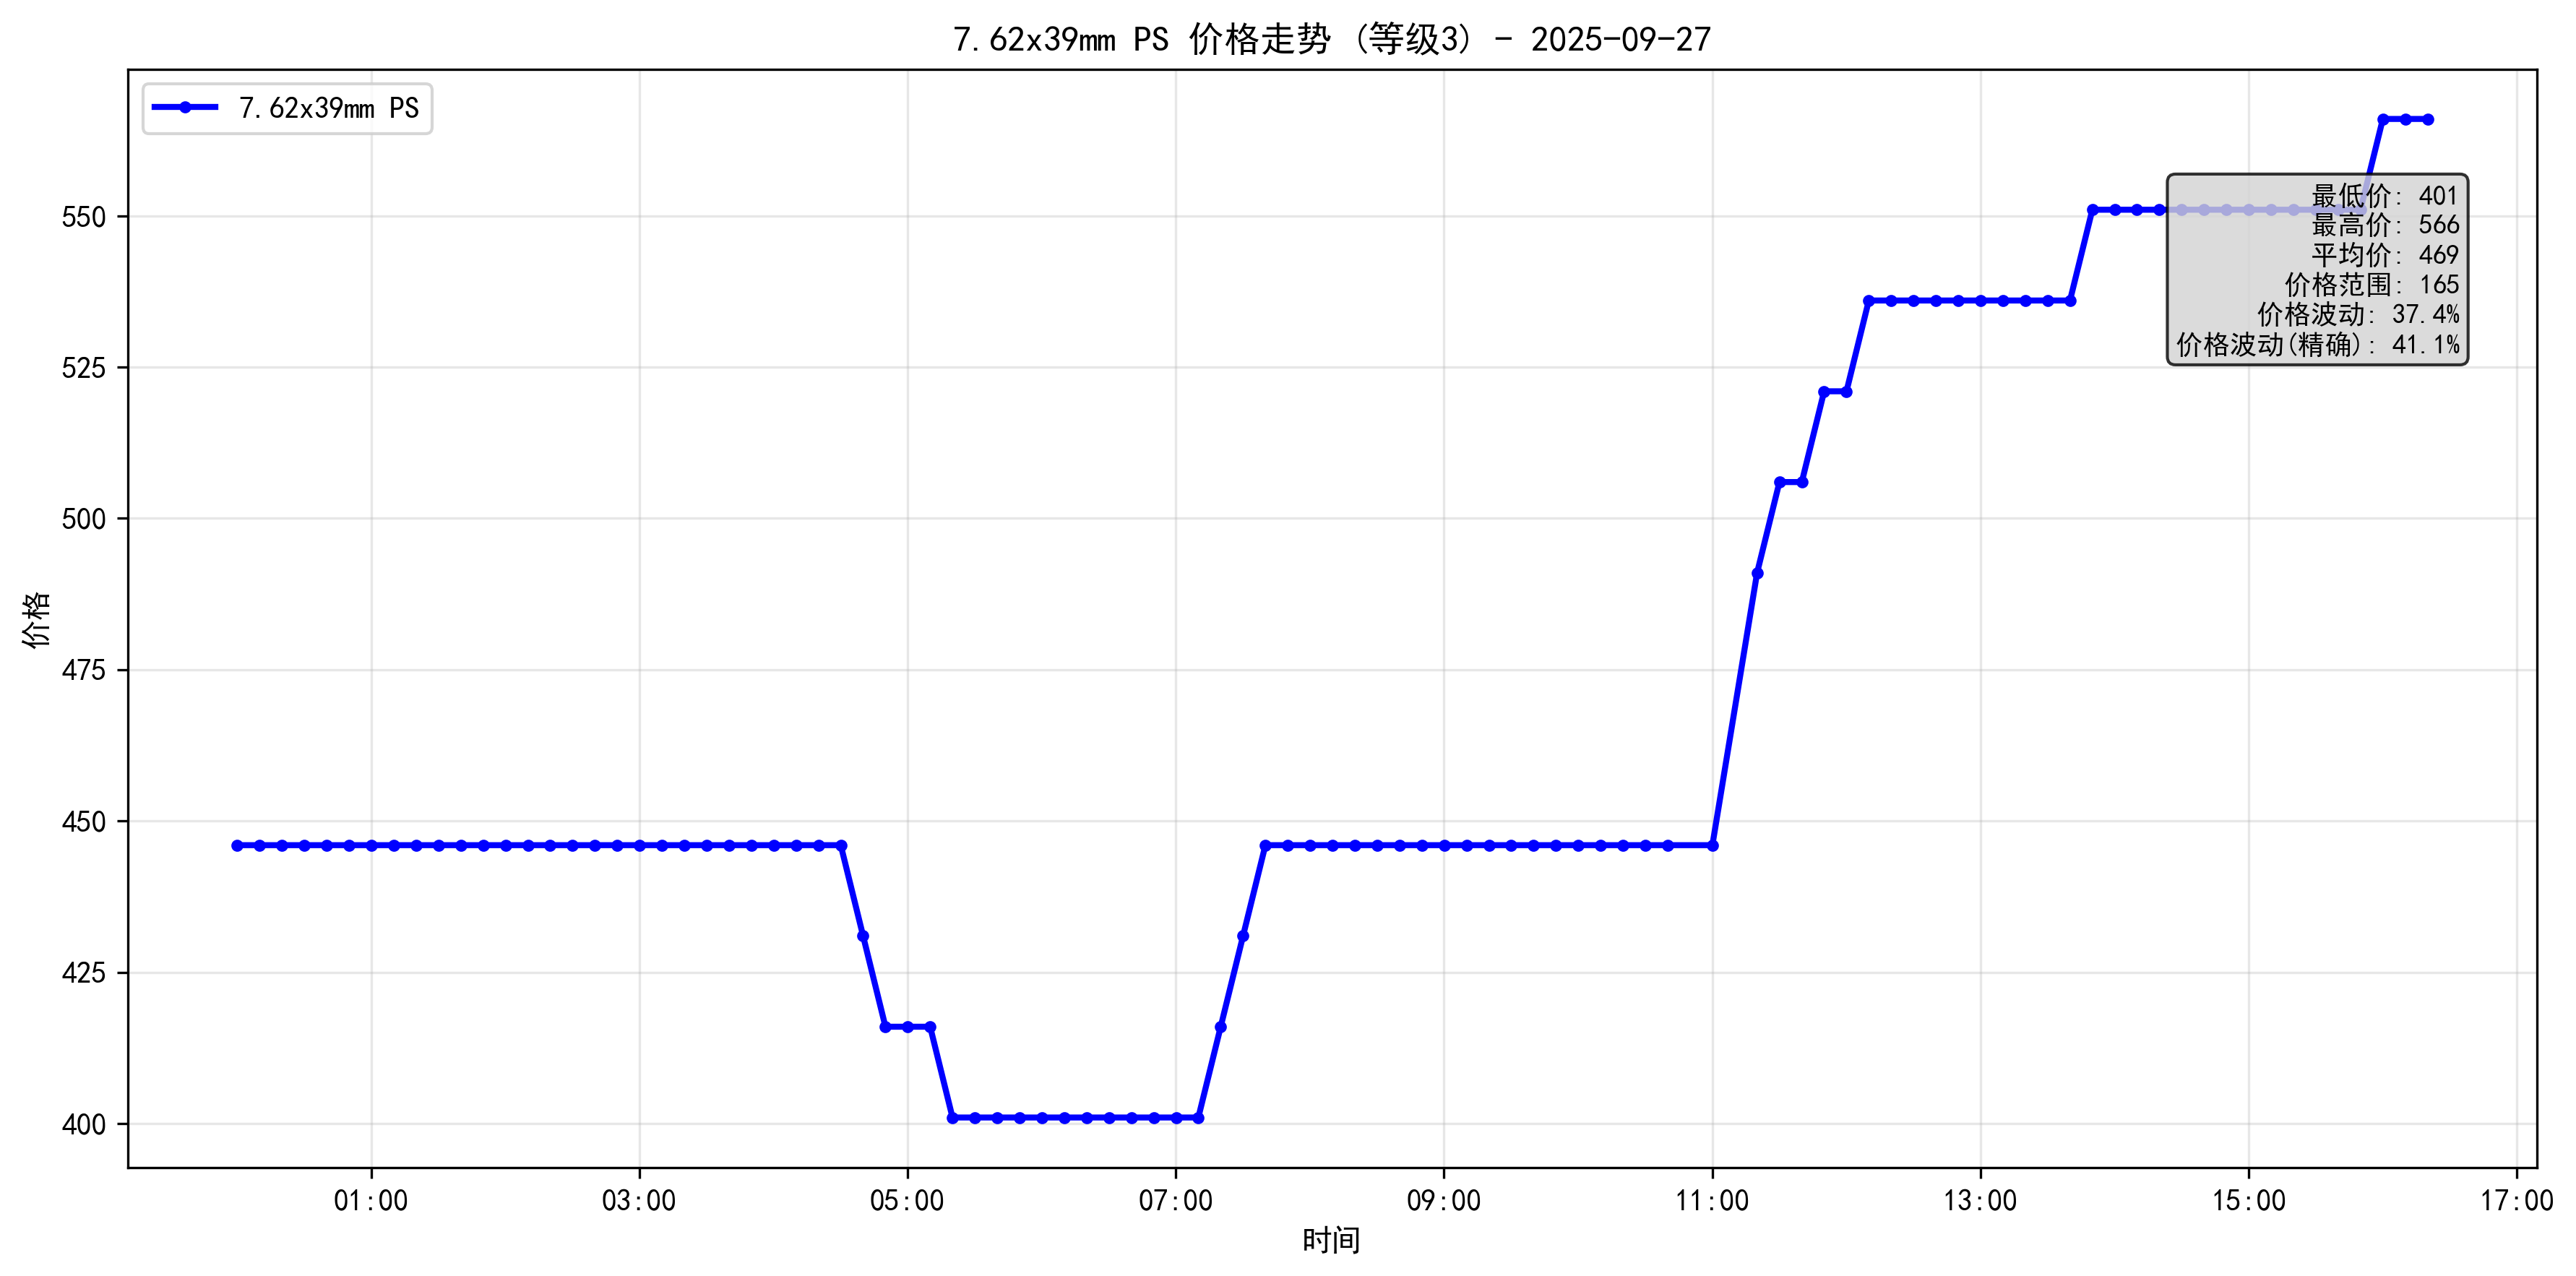 7.62x39mm PS 价格走势 (等级3) - 2025-09-27
7.62x39mm PS
最低价: 401
最高价: 566
平均价: 469
价格范围: 165
价格波动: 37.4%
价格波动(精确): 41.1%
价格
550
525
500
475
450
425
400
01:00 03:00 05:00 07:00 09:00 11:00 13:00 15:00 17:00
时间